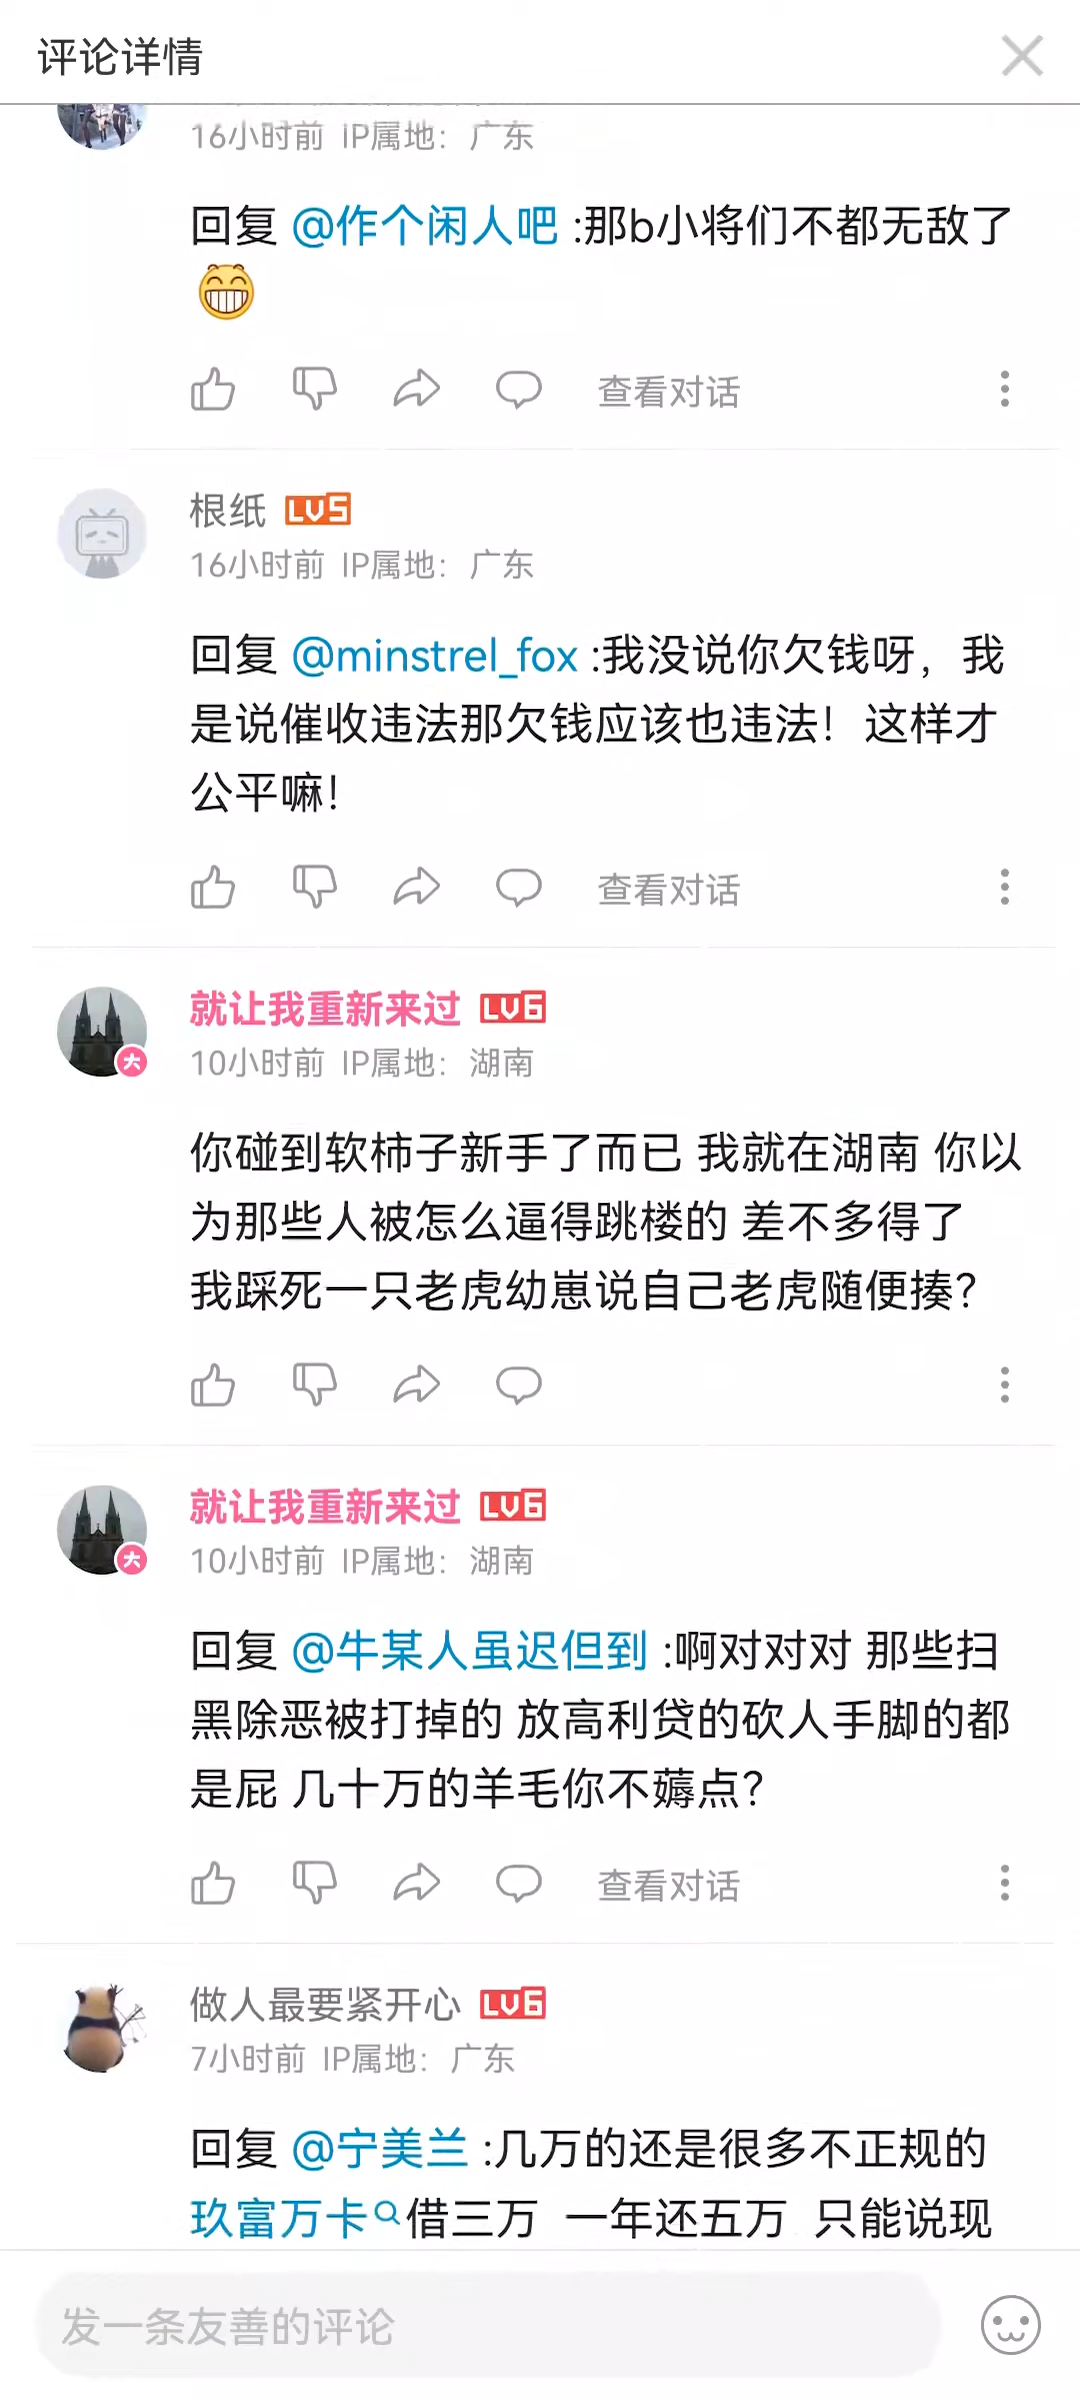 评论详情
16小时前 IP属地：广东
回复 @作个闲人吧 :那b小将们不都无敌了
查看对话
根纸 LV5
16小时前 IP属地：广东
回复 @minstrel_fox :我没说你欠钱呀，我
是说催收违法那欠钱应该也违法！这样才
公平嘛！
查看对话
就让我重新来过 LV6
大
10小时前 IP属地：湖南
你碰到软柿子新手了而已 我就在湖南 你以
为那些人被怎么逼得跳楼的 差不多得了
我踩死一只老虎幼崽说自己老虎随便揍？
就让我重新来过 LV6
大
10小时前 IP属地：湖南
回复 @牛某人虽迟但到 :啊对对对 那些扫
黑除恶被打掉的 放高利贷的砍人手脚的都
是屁 几十万的羊毛你不薅点？
查看对话
做人最要紧开心 LV6
7小时前 IP属地：广东
回复 @宁美兰 :几万的还是很多不正规的
玖富万卡借三万 一年还五万 只能说现
发一条友善的评论